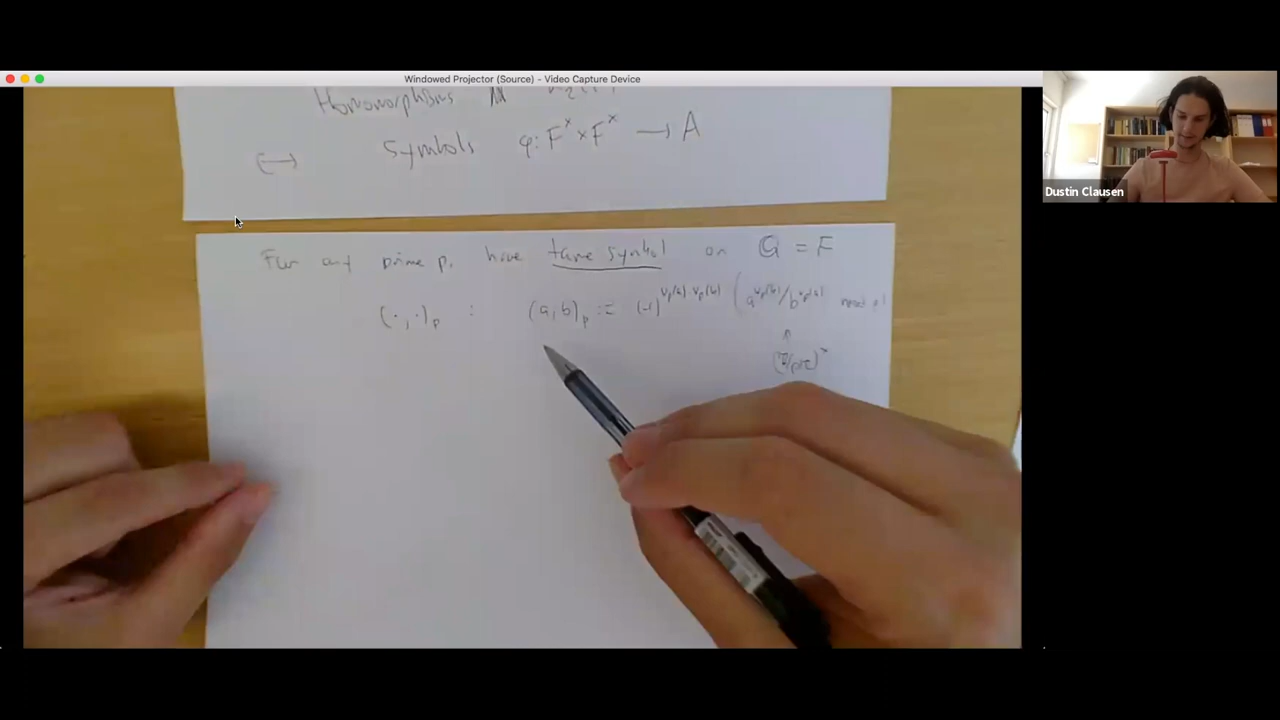 Windowed Projector (Source) - Video Capture Device
Homomorphisms
↔ symbols φ: F^× × F^× → A
For any prime p, have tame symbol on ℚ = F
(·,·)_p : (a,b)_p := (-1)^{v_p(a)·v_p(b)} (a^{v_p(b)}/b^{v_p(a)} mod p)
(ℤ/pℤ)^×
Dustin Clausen